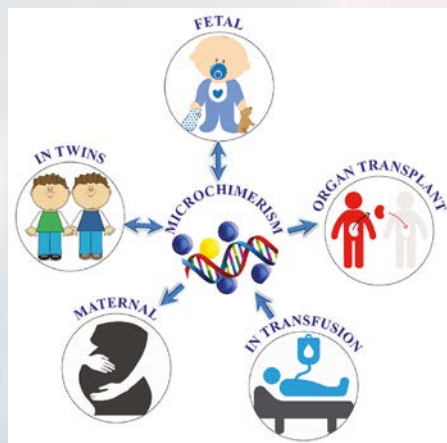 FETAL
IN TWINS
MICROCHIMERISM
ORGAN TRANSPLANT
MATERNAL
IN TRANSFUSION